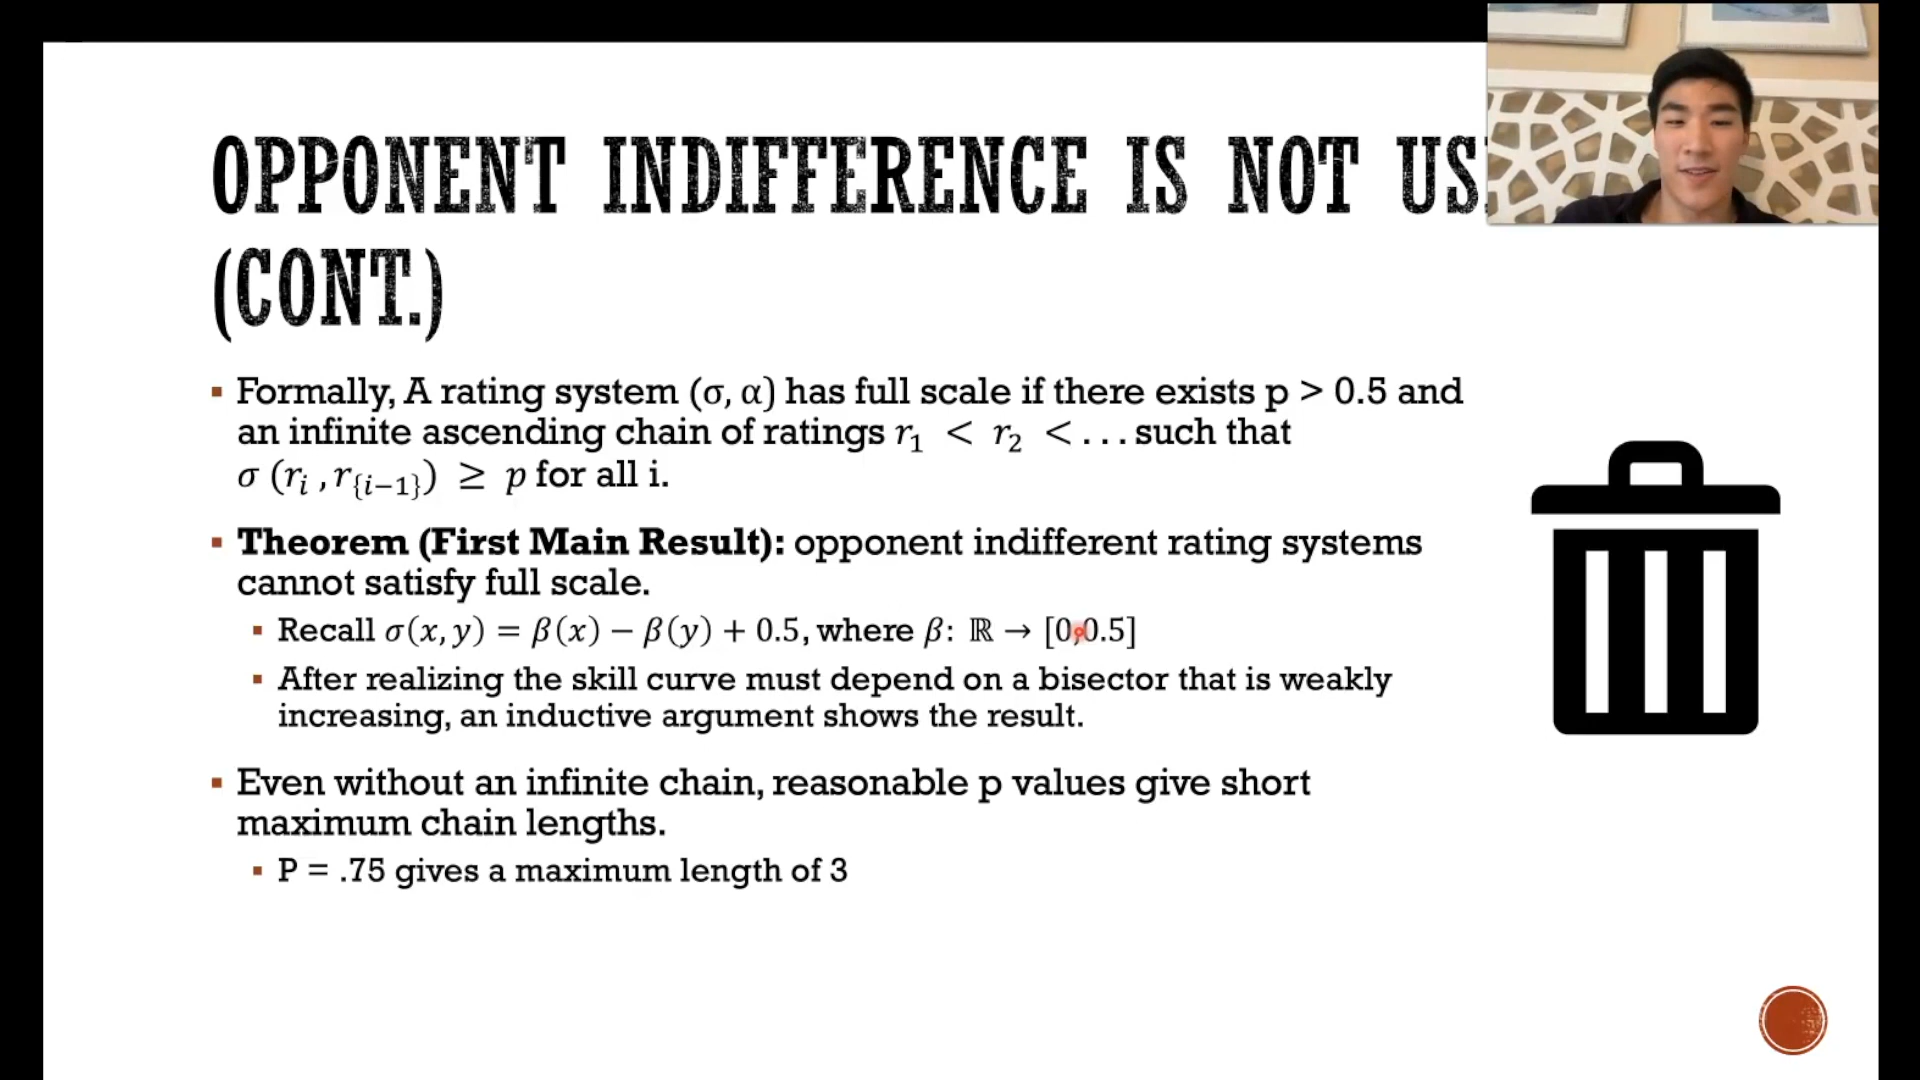 OPPONENT INDIFFERENCE IS NOT
(CONT.)
Formally, A rating system (σ, α) has full scale if there exists p > 0.5 and
an infinite ascending chain of ratings r₁ < r₂ < . . . such that
σ (rᵢ , r_{i−1}) ≥ p for all i.
Theorem (First Main Result): opponent indifferent rating systems
cannot satisfy full scale.
Recall σ(x, y) = β(x) − β(y) + 0.5, where β: ℝ → [0,0.5]
After realizing the skill curve must depend on a bisector that is weakly
increasing, an inductive argument shows the result.
Even without an infinite chain, reasonable p values give short
maximum chain lengths.
P = .75 gives a maximum length of 3